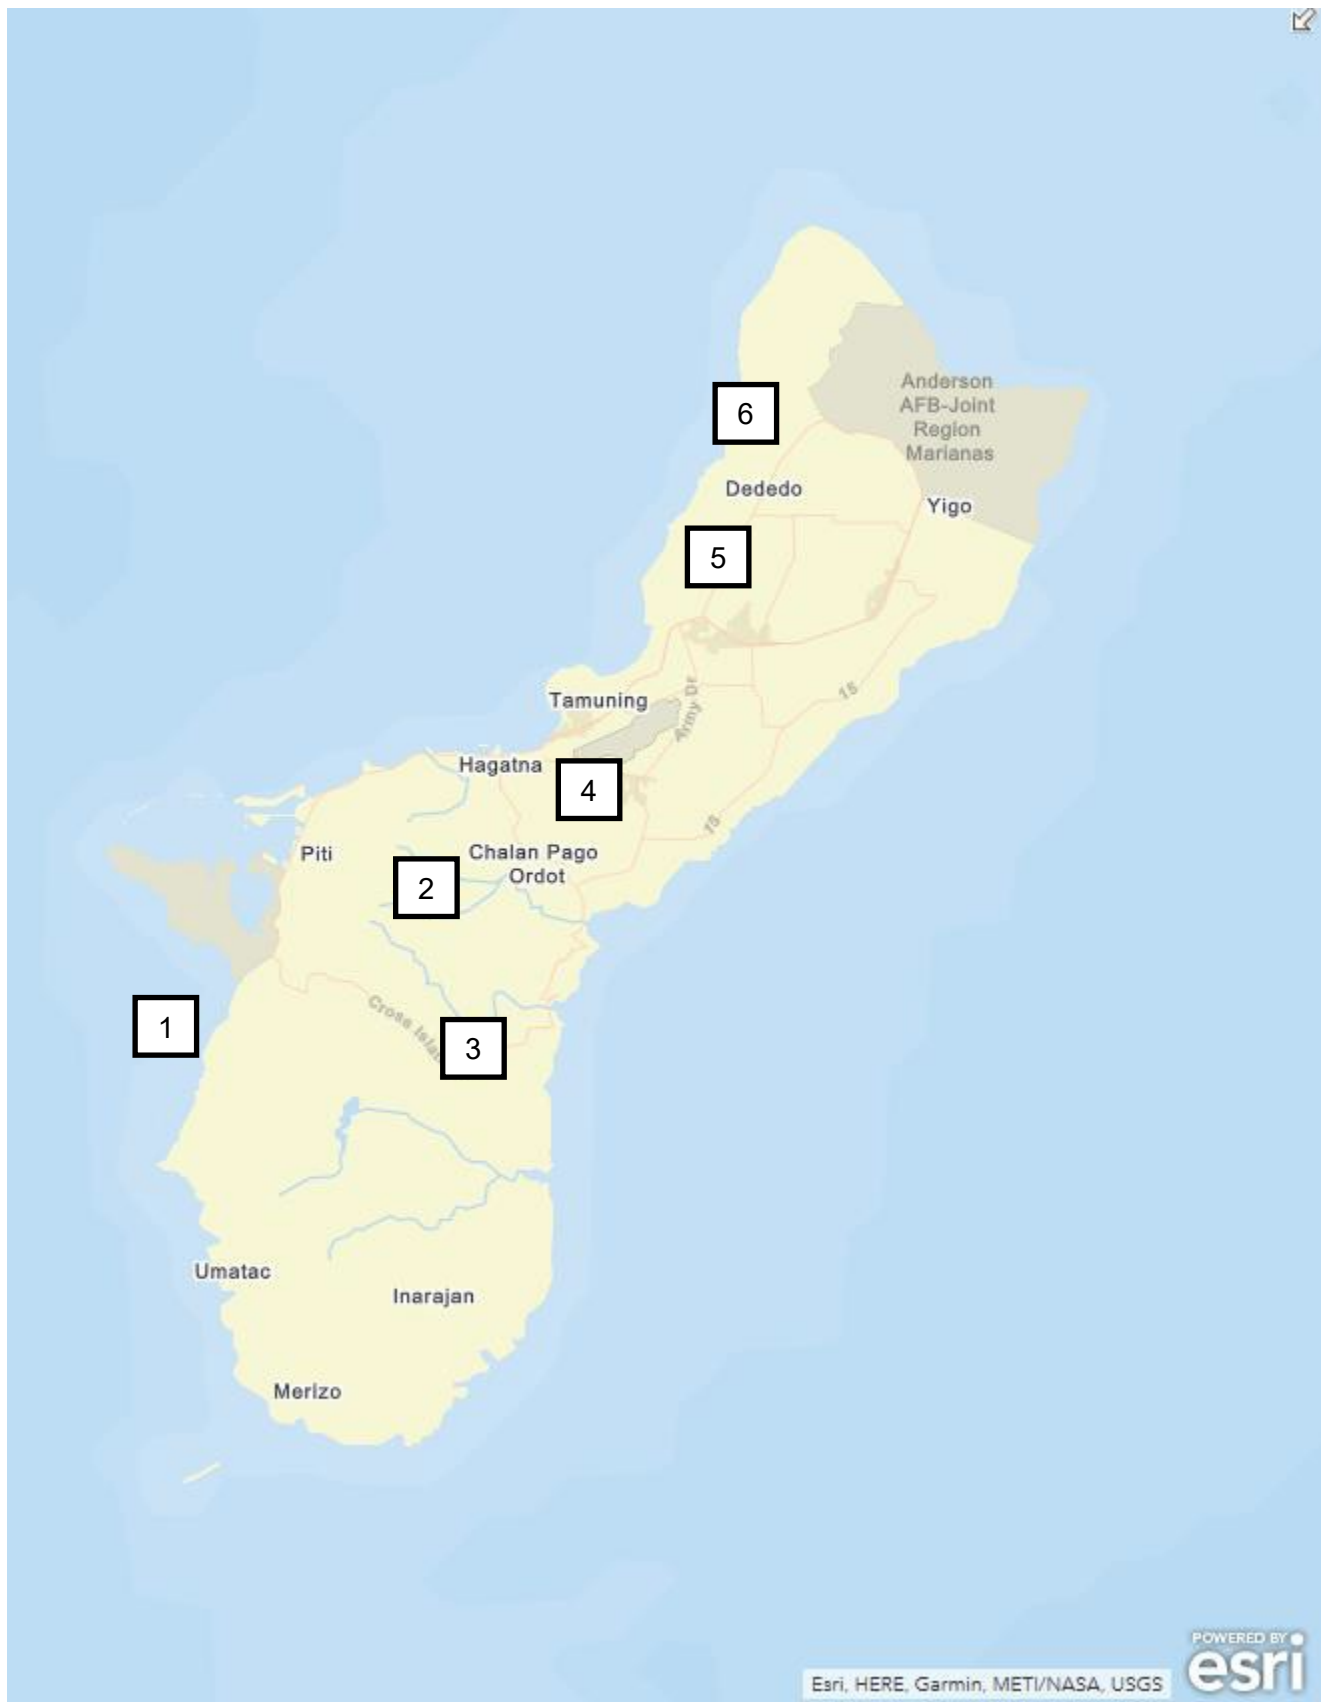 Anderson
AFB-Joint
Region
Marianas
6
Dededo
Yigo
5
15
Tamuning
Army Dr
Hagatna
4
15
Piti
Chalan Pago
Ordot
2
1
Cross Isla
3
Umatac
Inarajan
Merizo
POWERED BY
esri
Esri, HERE, Garmin, METI/NASA, USGS